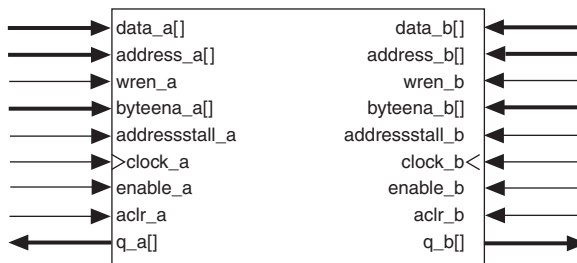 data_a[] data_b[]
address_a[] address_b[]
wren_a wren_b
byteena_a[] byteena_b[]
addressstall_a addressstall_b
clock_a clock_b
enable_a enable_b
aclr_a aclr_b
q_a[] q_b[]